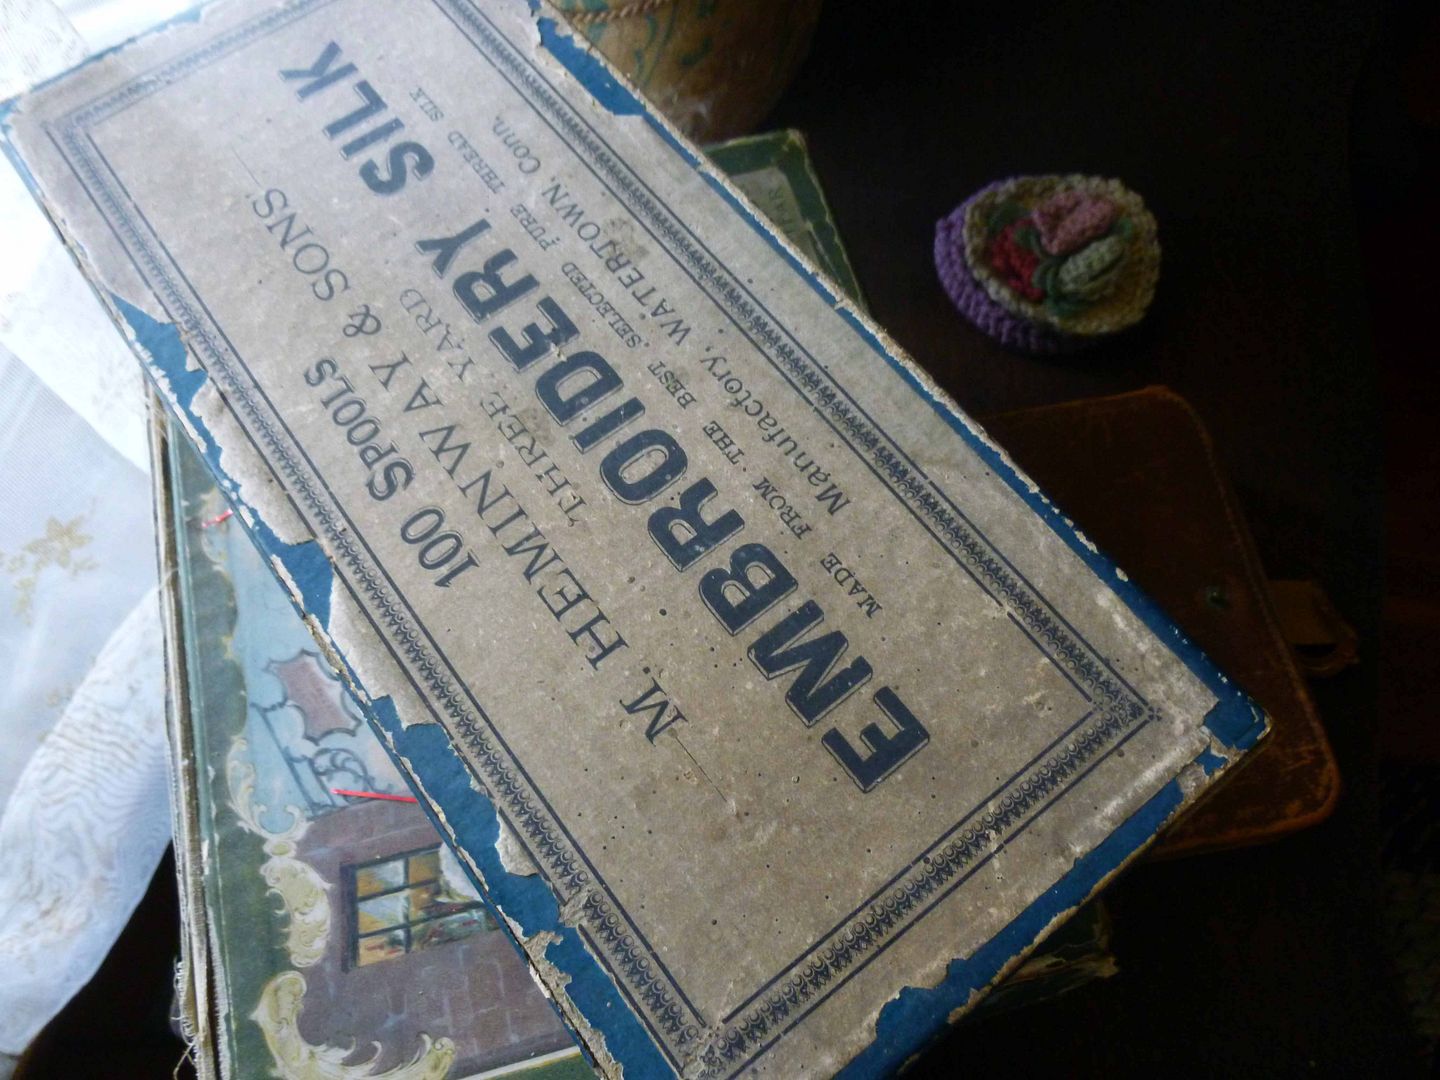 100 SPOOLS
M. HEMINWAY & SONS'
THREE YARD
EMBROIDERY SILK
MADE FROM THE BEST SELECTED PURE THREAD SILK
Manufactory, WATERTOWN, Conn.